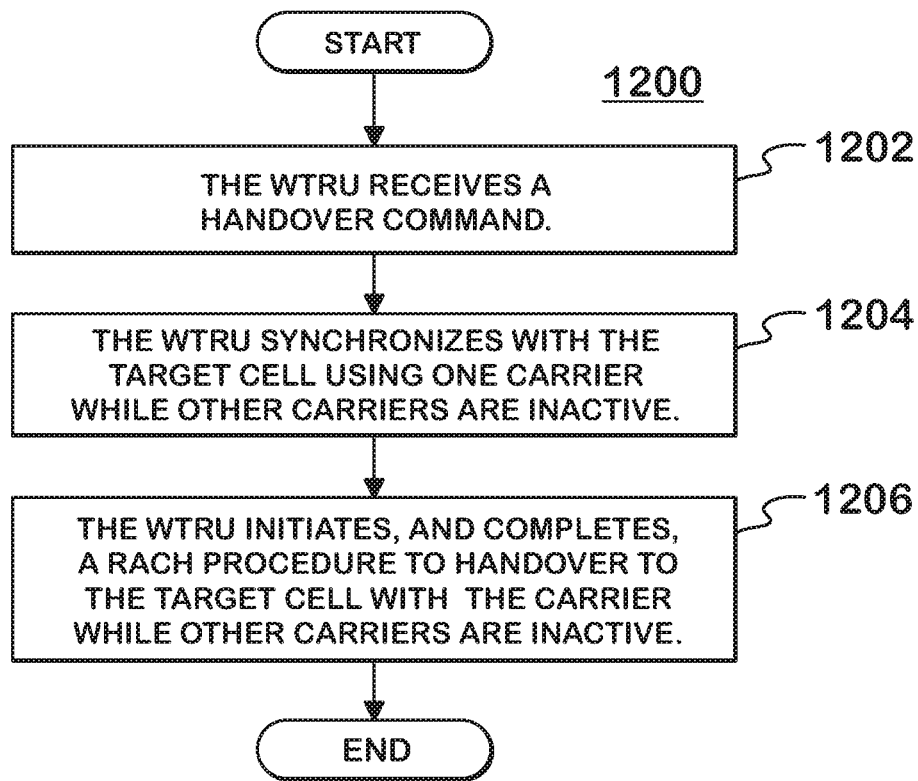 START
1200
1202
THE WTRU RECEIVES A
HANDOVER COMMAND.
1204
THE WTRU SYNCHRONIZES WITH THE
TARGET CELL USING ONE CARRIER
WHILE OTHER CARRIERS ARE INACTIVE.
1206
THE WTRU INITIATES, AND COMPLETES,
A RACH PROCEDURE TO HANDOVER TO
THE TARGET CELL WITH THE CARRIER
WHILE OTHER CARRIERS ARE INACTIVE.
END